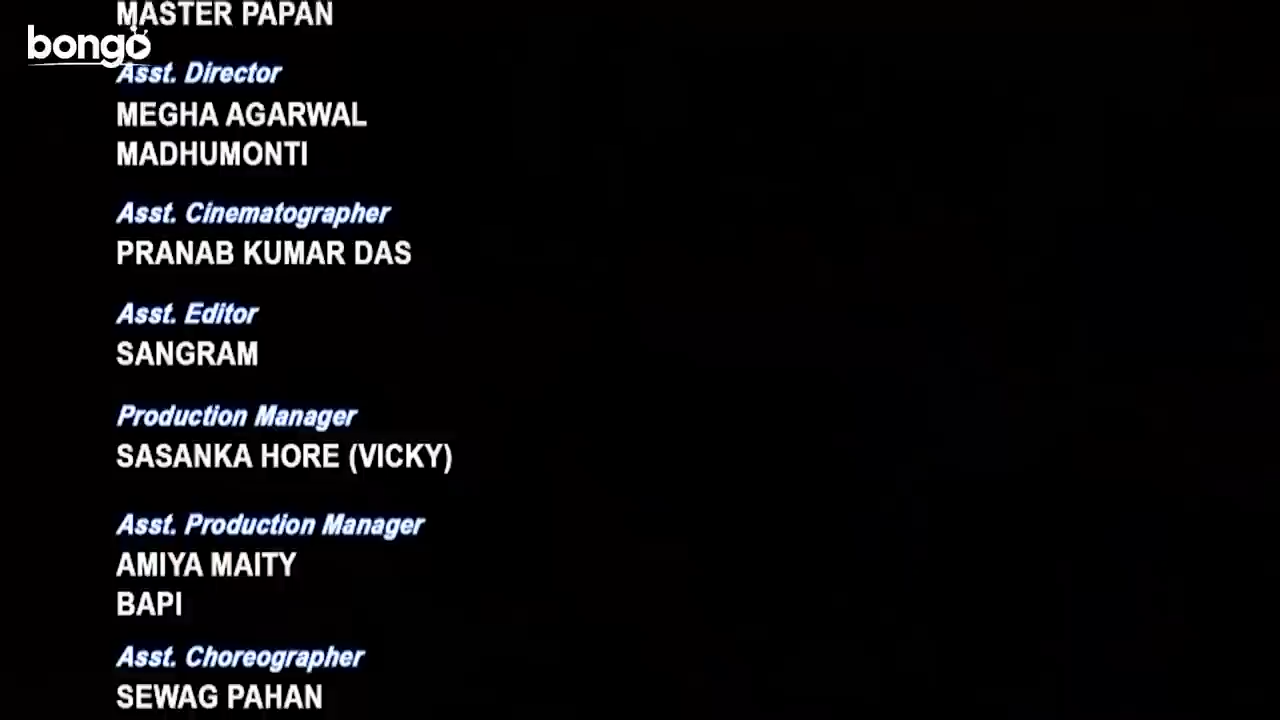 MASTER PAPAN
bongo
Asst. Director
MEGHA AGARWAL
MADHUMONTI
Asst. Cinematographer
PRANAB KUMAR DAS
Asst. Editor
SANGRAM
Production Manager
SASANKA HORE (VICKY)
Asst. Production Manager
AMIYA MAITY
BAPI
Asst. Choreographer
SEWAG PAHAN